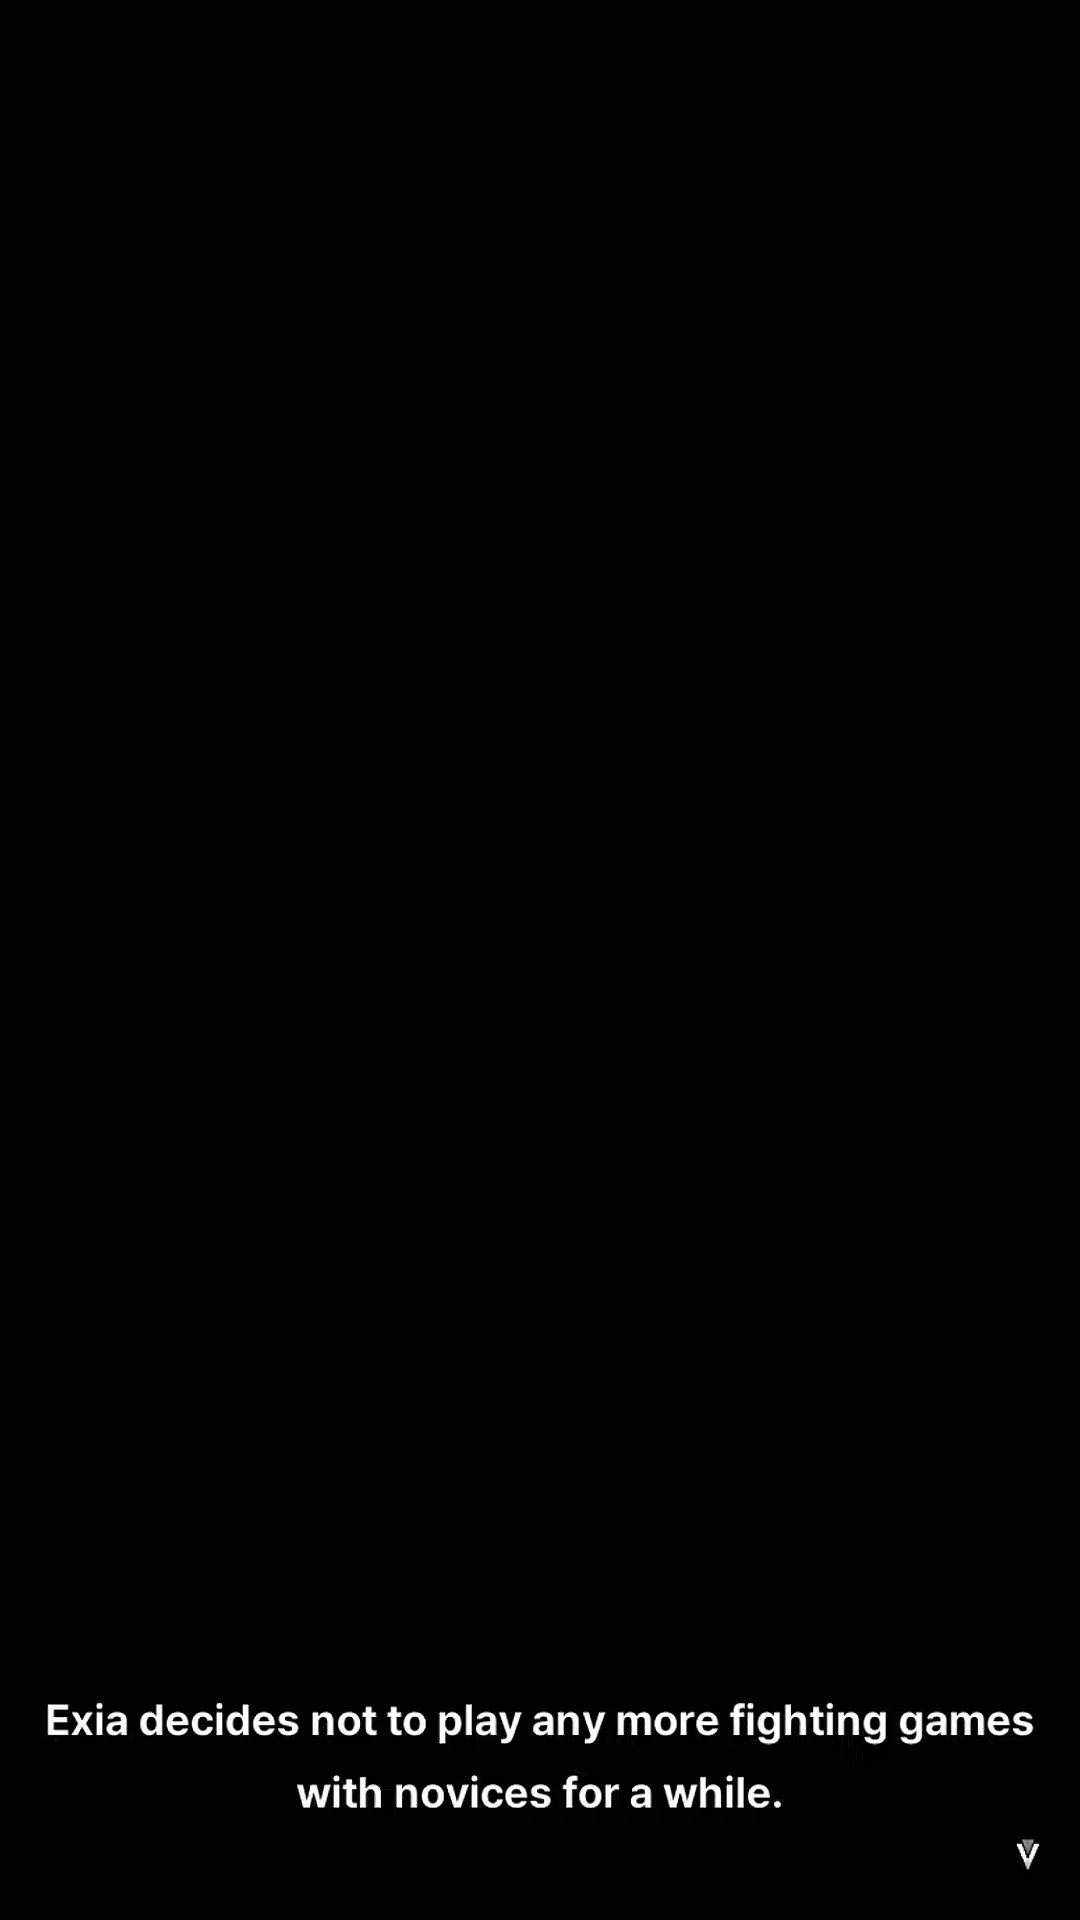 Exia decides not to play any more fighting games
with novices for a while.